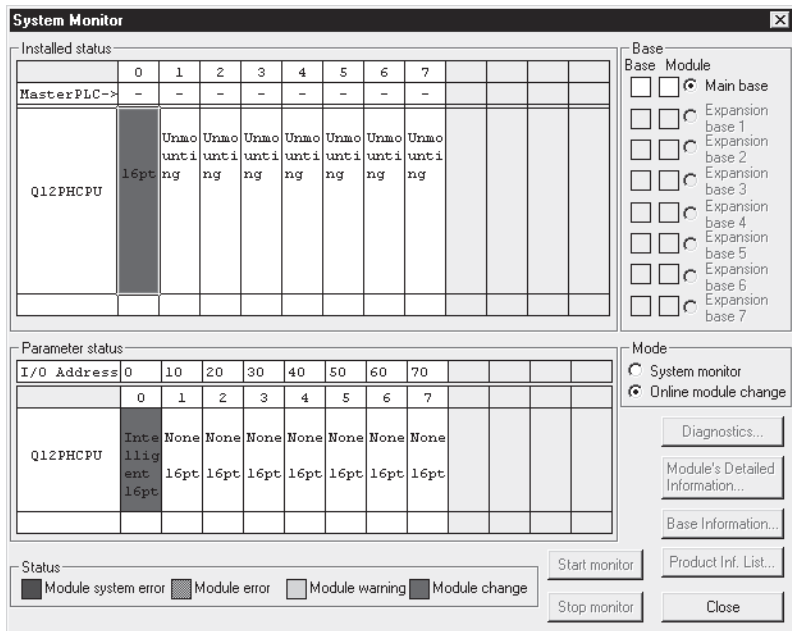 System Monitor
Installed status
0 1 2 3 4 5 6 7
MasterPLC-> - - - - - - - -
Q12PHCPU
16pt
Unmo
unti
ng
Unmo
unti
ng
Unmo
unti
ng
Unmo
unti
ng
Unmo
unti
ng
Unmo
unti
ng
Unmo
unti
ng
Base
Base Module
Main base
Expansion
base 1
Expansion
base 2
Expansion
base 3
Expansion
base 4
Expansion
base 5
Expansion
base 6
Expansion
base 7
Parameter status
I/O Address 0 10 20 30 40 50 60 70
0 1 2 3 4 5 6 7
Q12PHCPU
Inte
llig
ent
16pt
None
16pt
None
16pt
None
16pt
None
16pt
None
16pt
None
16pt
None
16pt
Mode
System monitor
Online module change
Diagnostics...
Module's Detailed
Information...
Base Information...
Product Inf. List...
Status
Module system error Module error Module warning Module change
Start monitor
Stop monitor
Close